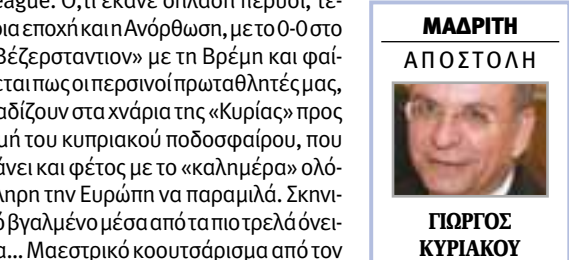 eague. Ό,τι έκανε δηλαδή πέρυσι, τέ-
ρια εποχή και η Ανόρθωση, με το 0-0 στο
Βέζερσταντιον» με τη Βρέμη και φαί-
εται πως οι περσινοί πρωταθλητές μας,
αδίζουν στα χνάρια της «Κυρίας» προς
μή του κυπριακού ποδοσφαίρου, που
άνει και φέτος με το «καλημέρα» ολό-
ληρη την Ευρώπη να παραμιλά. Σκηνι-
ό βγαλμένο μέσα από τα πιο τρελά όνει-
α... Μαεστρικό κοουτσάρισμα από τον
ΜΑΔΡΙΤΗ
ΑΠΟΣΤΟΛΗ
ΓΙΩΡΓΟΣ
ΚΥΡΙΑΚΟΥ